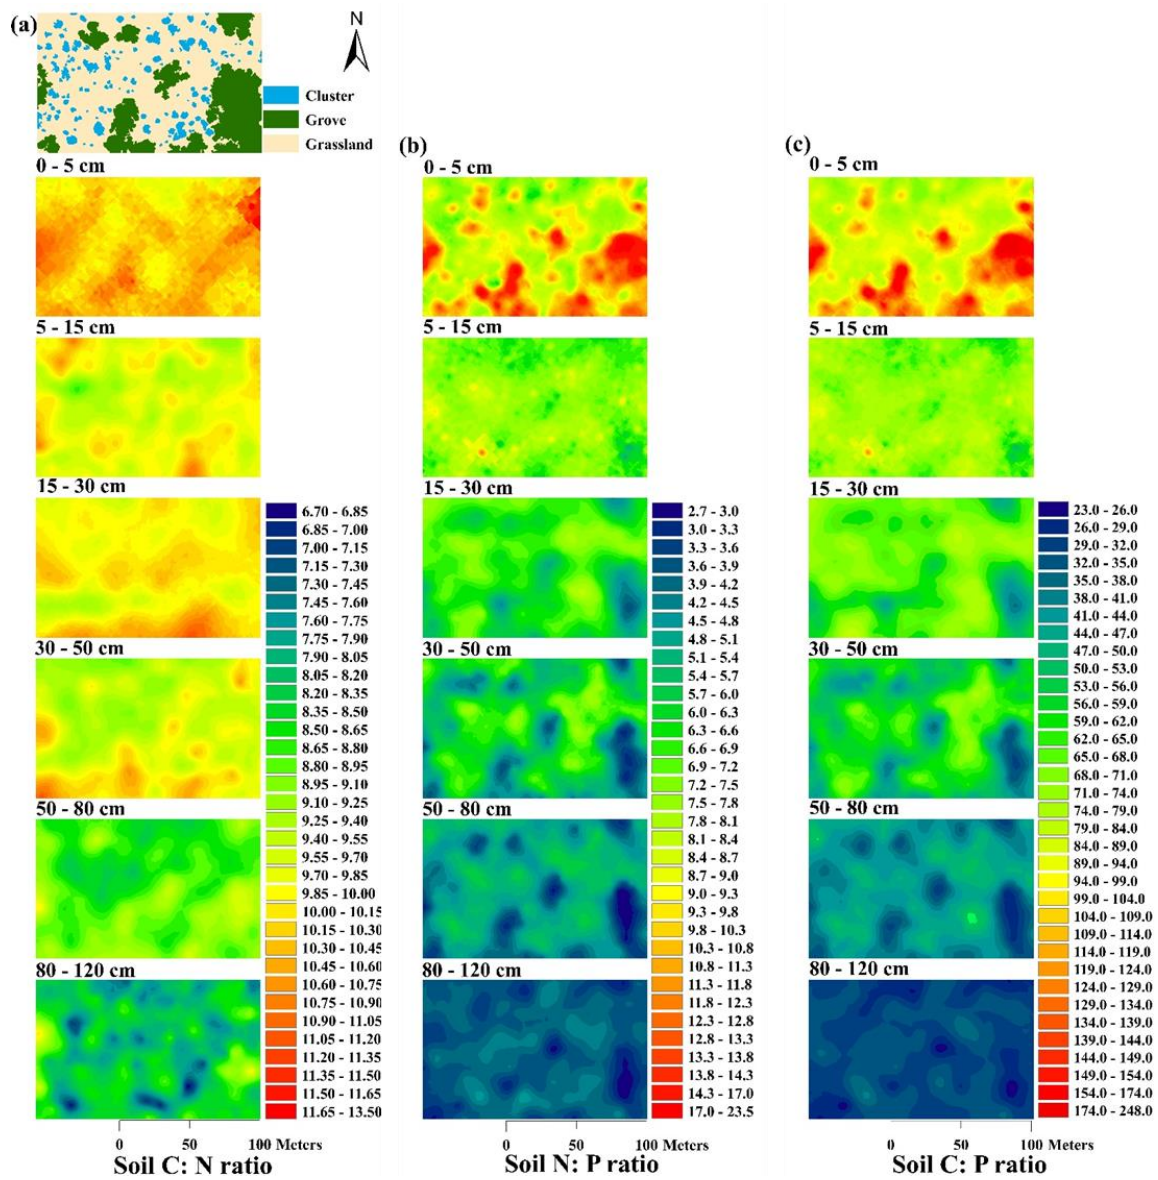 (a)
N
Cluster
Grove
Grassland
0 - 5 cm
5 - 15 cm
15 - 30 cm
30 - 50 cm
50 - 80 cm
80 - 120 cm
6.70 - 6.85
6.85 - 7.00
7.00 - 7.15
7.15 - 7.30
7.30 - 7.45
7.45 - 7.60
7.60 - 7.75
7.75 - 7.90
7.90 - 8.05
8.05 - 8.20
8.20 - 8.35
8.35 - 8.50
8.50 - 8.65
8.65 - 8.80
8.80 - 8.95
8.95 - 9.10
9.10 - 9.25
9.25 - 9.40
9.40 - 9.55
9.55 - 9.70
9.70 - 9.85
9.85 - 10.00
10.00 - 10.15
10.15 - 10.30
10.30 - 10.45
10.45 - 10.60
10.60 - 10.75
10.75 - 10.90
10.90 - 11.05
11.05 - 11.20
11.20 - 11.35
11.35 - 11.50
11.50 - 11.65
11.65 - 13.50
0 50 100 Meters
Soil C: N ratio
(b)
0 - 5 cm
5 - 15 cm
15 - 30 cm
30 - 50 cm
50 - 80 cm
80 - 120 cm
2.7 - 3.0
3.0 - 3.3
3.3 - 3.6
3.6 - 3.9
3.9 - 4.2
4.2 - 4.5
4.5 - 4.8
4.8 - 5.1
5.1 - 5.4
5.4 - 5.7
5.7 - 6.0
6.0 - 6.3
6.3 - 6.6
6.6 - 6.9
6.9 - 7.2
7.2 - 7.5
7.5 - 7.8
7.8 - 8.1
8.1 - 8.4
8.4 - 8.7
8.7 - 9.0
9.0 - 9.3
9.3 - 9.8
9.8 - 10.3
10.3 - 10.8
10.8 - 11.3
11.3 - 11.8
11.8 - 12.3
12.3 - 12.8
12.8 - 13.3
13.3 - 13.8
13.8 - 14.3
14.3 - 17.0
17.0 - 23.5
0 50 100 Meters
Soil N: P ratio
(c)
0 - 5 cm
5 - 15 cm
15 - 30 cm
30 - 50 cm
50 - 80 cm
80 - 120 cm
23.0 - 26.0
26.0 - 29.0
29.0 - 32.0
32.0 - 35.0
35.0 - 38.0
38.0 - 41.0
41.0 - 44.0
44.0 - 47.0
47.0 - 50.0
50.0 - 53.0
53.0 - 56.0
56.0 - 59.0
59.0 - 62.0
62.0 - 65.0
65.0 - 68.0
68.0 - 71.0
71.0 - 74.0
74.0 - 79.0
79.0 - 84.0
84.0 - 89.0
89.0 - 94.0
94.0 - 99.0
99.0 - 104.0
104.0 - 109.0
109.0 - 114.0
114.0 - 119.0
119.0 - 124.0
124.0 - 129.0
129.0 - 134.0
134.0 - 139.0
139.0 - 144.0
144.0 - 149.0
149.0 - 154.0
154.0 - 174.0
174.0 - 248.0
0 50 100 Meters
Soil C: P ratio